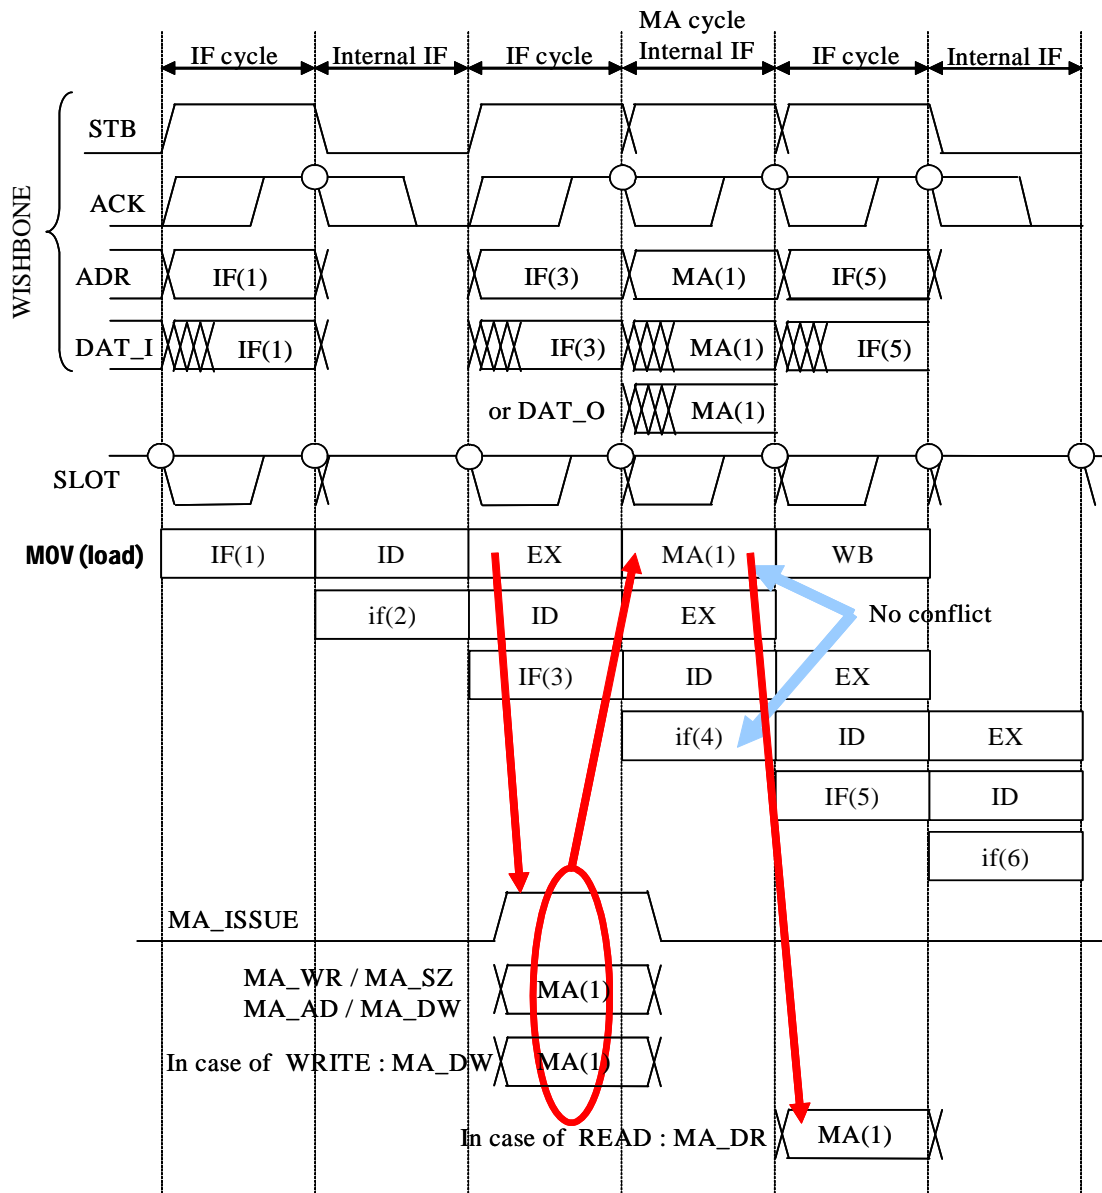 MA cycle
IF cycle Internal IF IF cycle Internal IF IF cycle Internal IF
WISHBONE
STB
ACK
ADR IF(1) IF(3) MA(1) IF(5)
DAT_I IF(1) IF(3) MA(1) IF(5)
or DAT_O MA(1)
SLOT
MOV (load) IF(1) ID EX MA(1) WB
if(2) ID EX No conflict
IF(3) ID EX
if(4) ID EX
IF(5) ID
if(6)
MA_ISSUE
MA_WR / MA_SZ
MA_AD / MA_DW MA(1)
In case of WRITE : MA_DW MA(1)
In case of READ : MA_DR MA(1)